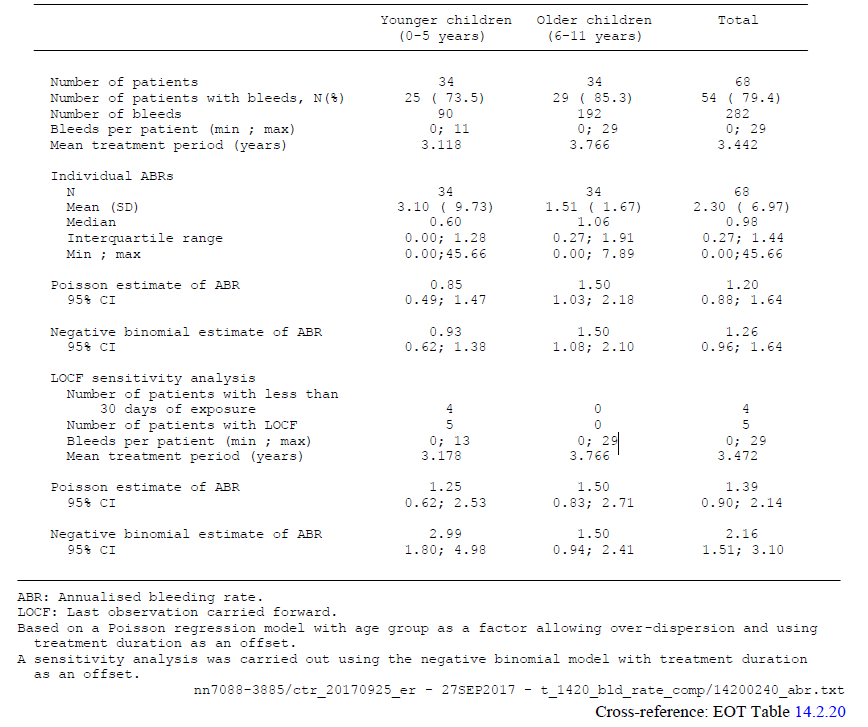 Younger children Older children Total
(0-5 years) (6-11 years)
Number of patients 34 34 68
Number of patients with bleeds, N(%) 25 ( 73.5) 29 ( 85.3) 54 ( 79.4)
Number of bleeds 90 192 282
Bleeds per patient (min ; max) 0; 11 0; 29 0; 29
Mean treatment period (years) 3.118 3.766 3.442
Individual ABRs
N 34 34 68
Mean (SD) 3.10 ( 9.73) 1.51 ( 1.67) 2.30 ( 6.97)
Median 0.60 1.06 0.98
Interquartile range 0.00; 1.28 0.27; 1.91 0.27; 1.44
Min ; max 0.00;45.66 0.00; 7.89 0.00;45.66
Poisson estimate of ABR 0.85 1.50 1.20
95% CI 0.49; 1.47 1.03; 2.18 0.88; 1.64
Negative binomial estimate of ABR 0.93 1.50 1.26
95% CI 0.62; 1.38 1.08; 2.10 0.96; 1.64
LOCF sensitivity analysis
Number of patients with less than
30 days of exposure 4 0 4
Number of patients with LOCF 5 0 5
Bleeds per patient (min ; max) 0; 13 0; 29 0; 29
Mean treatment period (years) 3.178 3.766 3.472
Poisson estimate of ABR 1.25 1.50 1.39
95% CI 0.62; 2.53 0.83; 2.71 0.90; 2.14
Negative binomial estimate of ABR 2.99 1.50 2.16
95% CI 1.80; 4.98 0.94; 2.41 1.51; 3.10
ABR: Annualised bleeding rate.
LOCF: Last observation carried forward.
Based on a Poisson regression model with age group as a factor allowing over-dispersion and using
treatment duration as an offset.
A sensitivity analysis was carried out using the negative binomial model with treatment duration
as an offset.
nn7088-3885/ctr_20170925_er - 27SEP2017 - t_1420_bld_rate_comp/14200240_abr.txt
Cross-reference: EOT Table 14.2.20